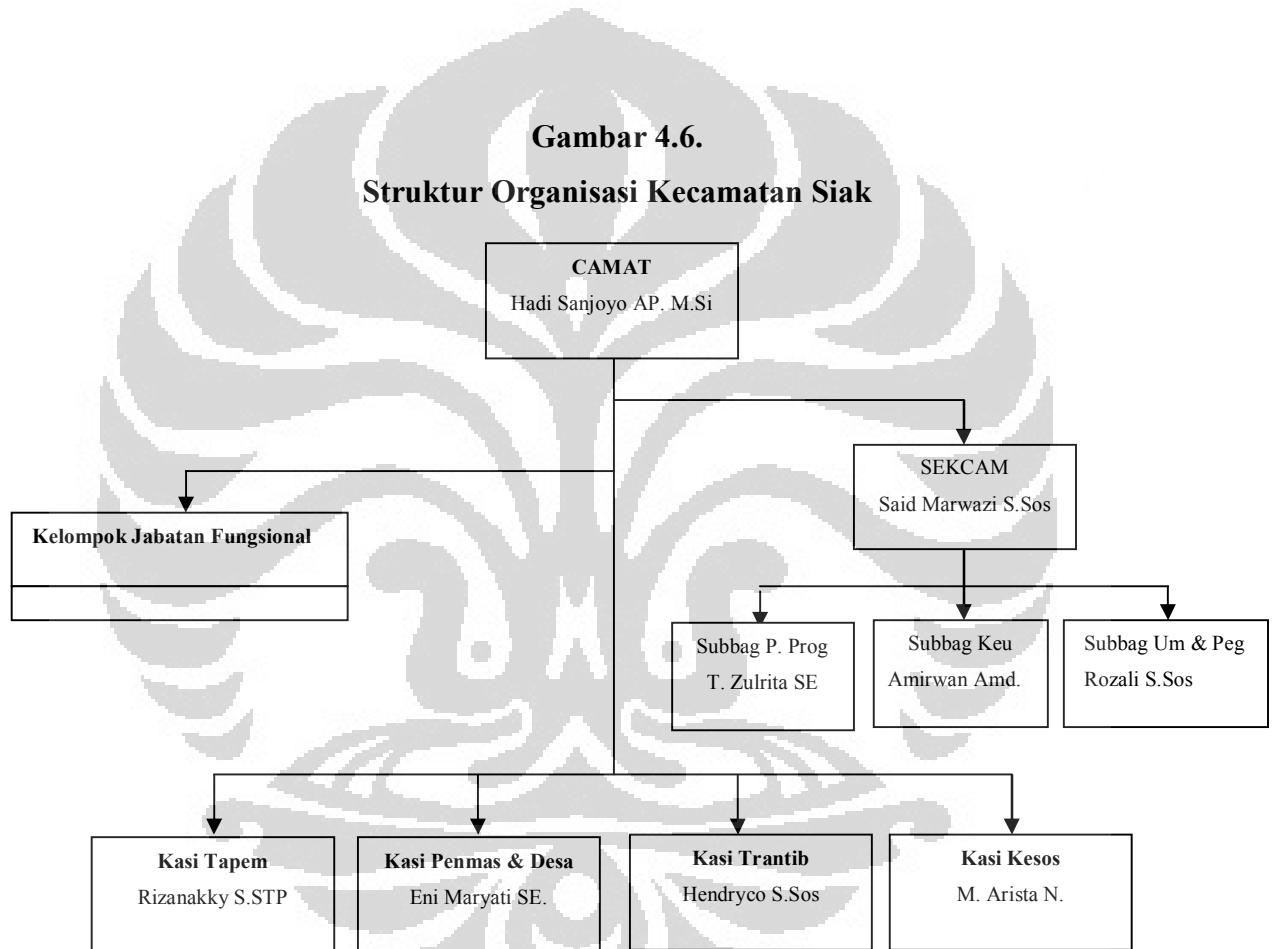 Gambar 4.6.
Struktur Organisasi Kecamatan Siak
CAMAT
Hadi Sanjoyo AP. M.Si
SEKCAM
Said Marwazi S.Sos
Kelompok Jabatan Fungsional
Subbag P. Prog
T. Zulrita SE
Subbag Keu
Amirwan Amd.
Subbag Um & Peg
Rozali S.Sos
Kasi Tapem
Rizanakky S.STP
Kasi Penmas & Desa
Eni Maryati SE.
Kasi Trantib
Hendryco S.Sos
Kasi Kesos
M. Arista N.